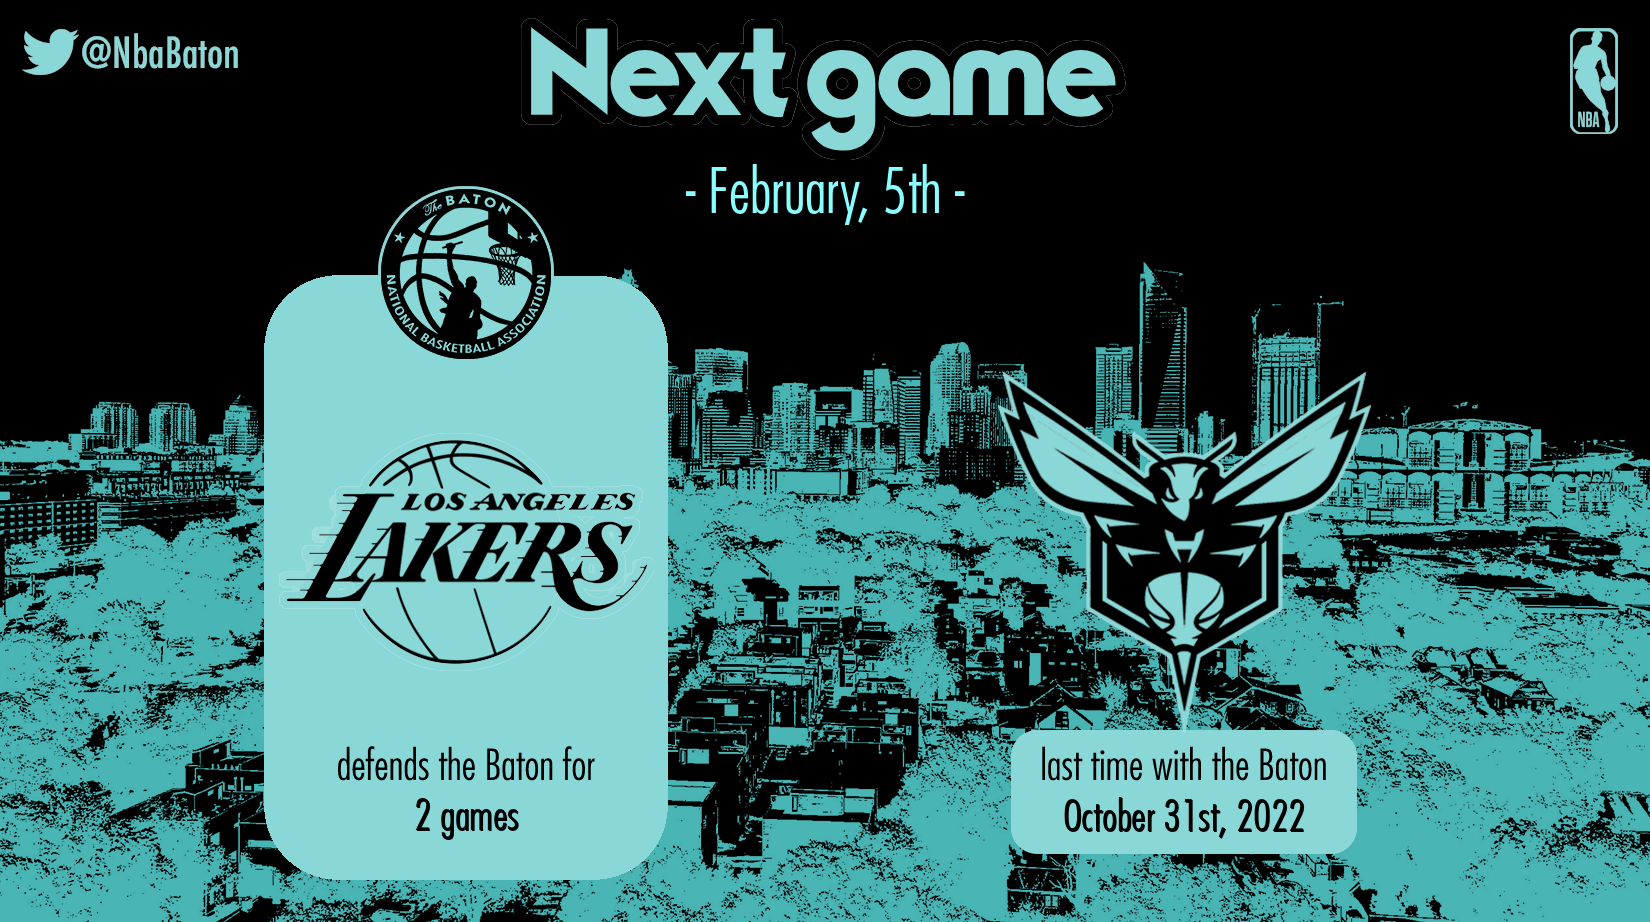 @NbaBaton
Next game
NBA
- February, 5th -
The BATON
NATIONAL BASKETBALL ASSOCIATION
LOS ANGELES
LAKERS
defends the Baton for
2 games
last time with the Baton
October 31st, 2022